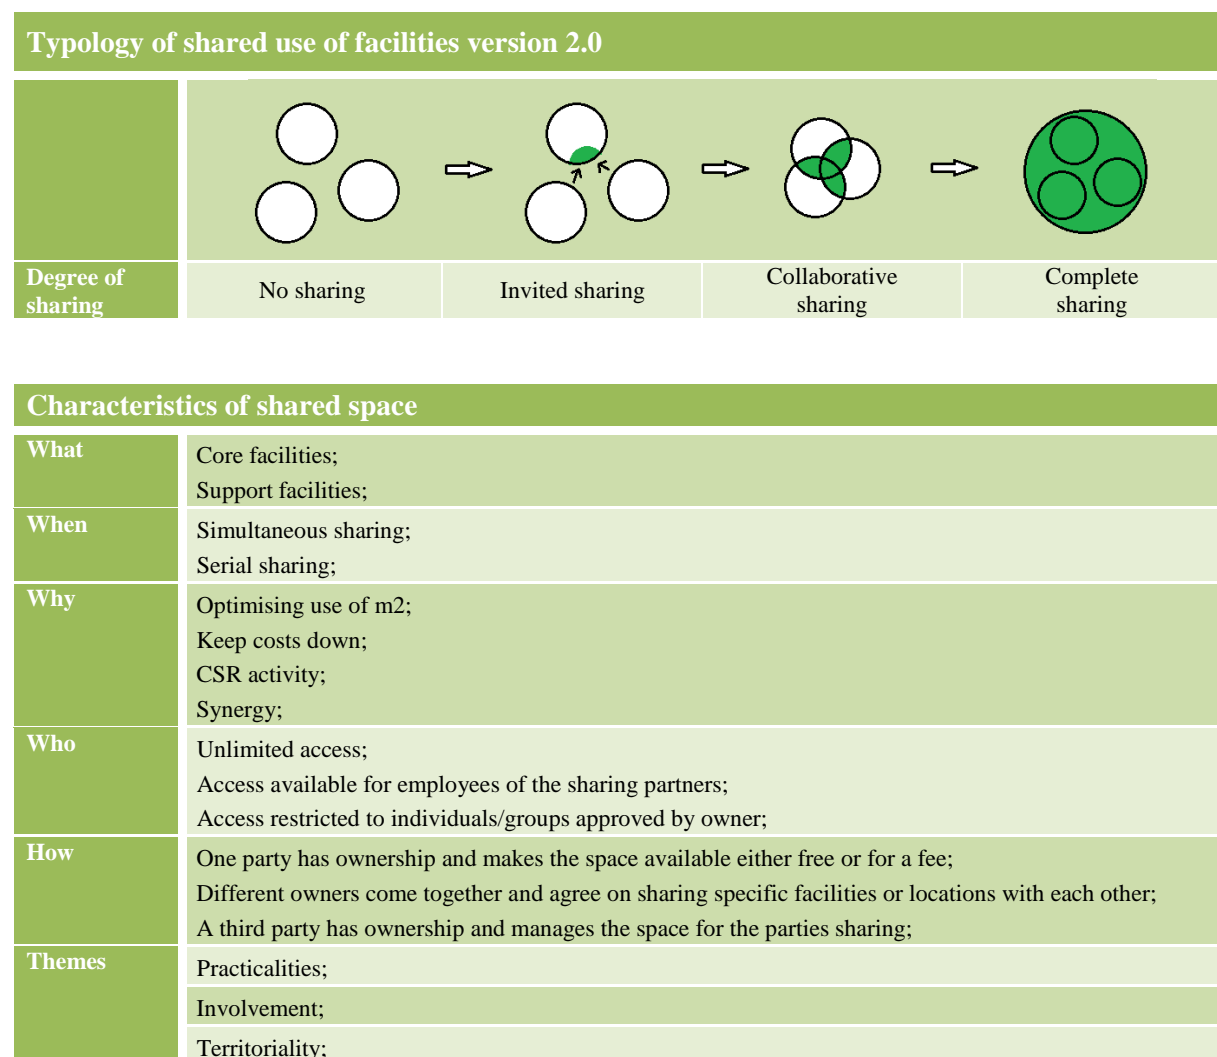 Typology of shared use of facilities version 2.0
Degree of
sharing
No sharing
Invited sharing
Collaborative
sharing
Complete
sharing
Characteristics of shared space
What
Core facilities;
Support facilities;
When
Simultaneous sharing;
Serial sharing;
Why
Optimising use of m2;
Keep costs down;
CSR activity;
Synergy;
Who
Unlimited access;
Access available for employees of the sharing partners;
Access restricted to individuals/groups approved by owner;
How
One party has ownership and makes the space available either free or for a fee;
Different owners come together and agree on sharing specific facilities or locations with each other;
A third party has ownership and manages the space for the parties sharing;
Themes
Practicalities;
Involvement;
Territoriality;